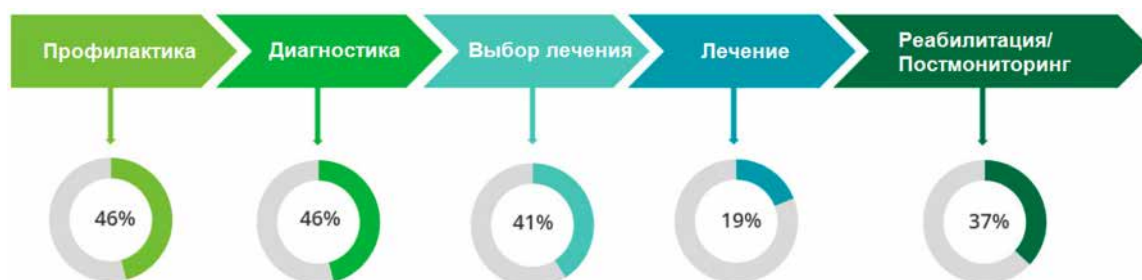 Профилактика
Диагностика
Выбор лечения
Лечение
Реабилитация/
Постмониторинг
46%
46%
41%
19%
37%